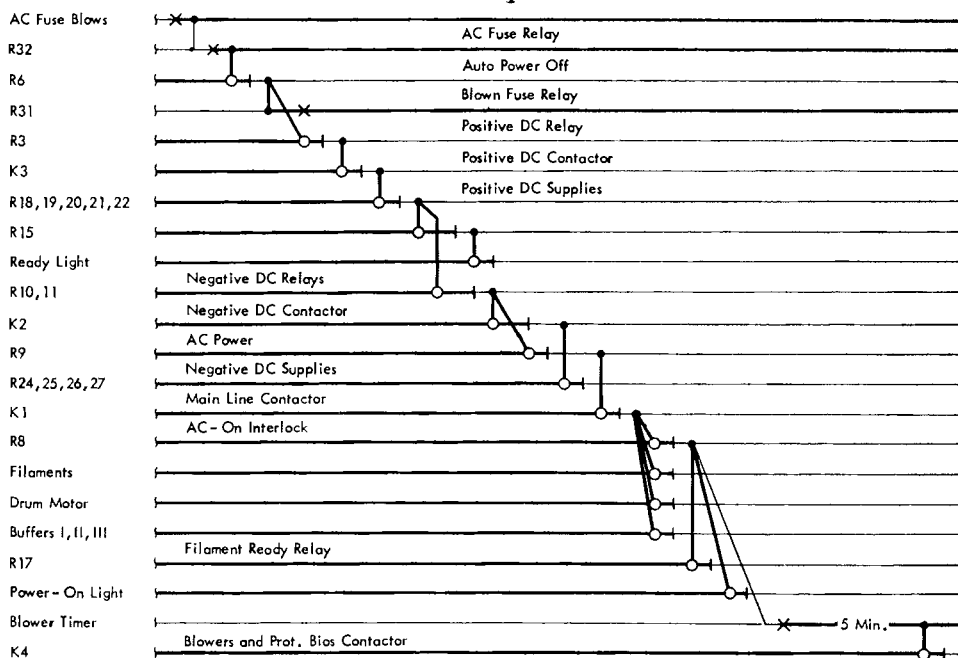 AC Fuse Blows
R32 AC Fuse Relay
R6 Auto Power Off
R31 Blown Fuse Relay
R3 Positive DC Relay
K3 Positive DC Contactor
R18, 19, 20, 21, 22 Positive DC Supplies
R15
Ready Light
R10, 11 Negative DC Relays
K2 Negative DC Contactor
R9 AC Power
R24, 25, 26, 27 Negative DC Supplies
K1 Main Line Contactor
R8 AC-On Interlock
Filaments
Drum Motor
Buffers I, II, III
R17 Filament Ready Relay
Power-On Light
Blower Timer 5 Min.
K4 Blowers and Prot. Bios Contactor